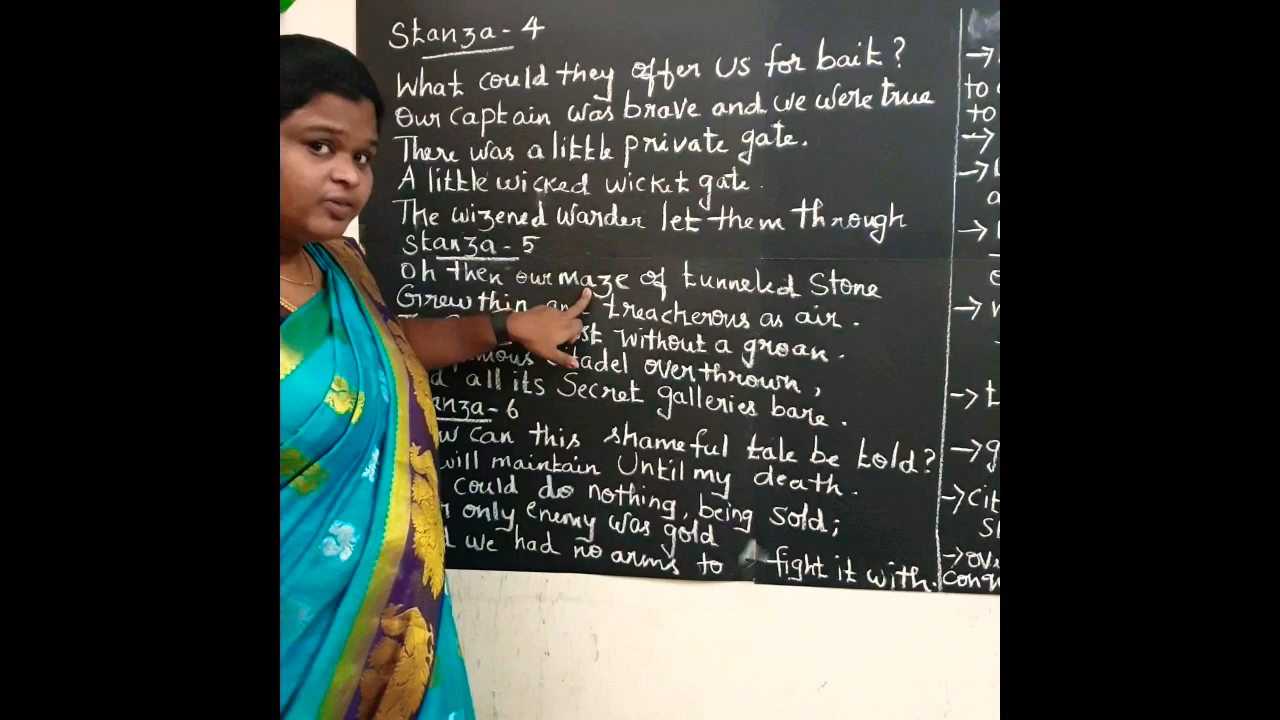 Stanza - 4
What could they offer us for bait?
Our captain was brave and we were true
There was a little private gate.
A little wicked wicket gate.
The wizened warder let them through
Stanza - 5
Oh then our maze of tunneled Stone
Grew thin treacherous as air.
without a groan.
overthrown,
all its Secret galleries bare.
- 6
can this shameful tale be told?
will maintain Until my death.
could do nothing, being sold;
only enemy was gold
we had no arms to fight it with.